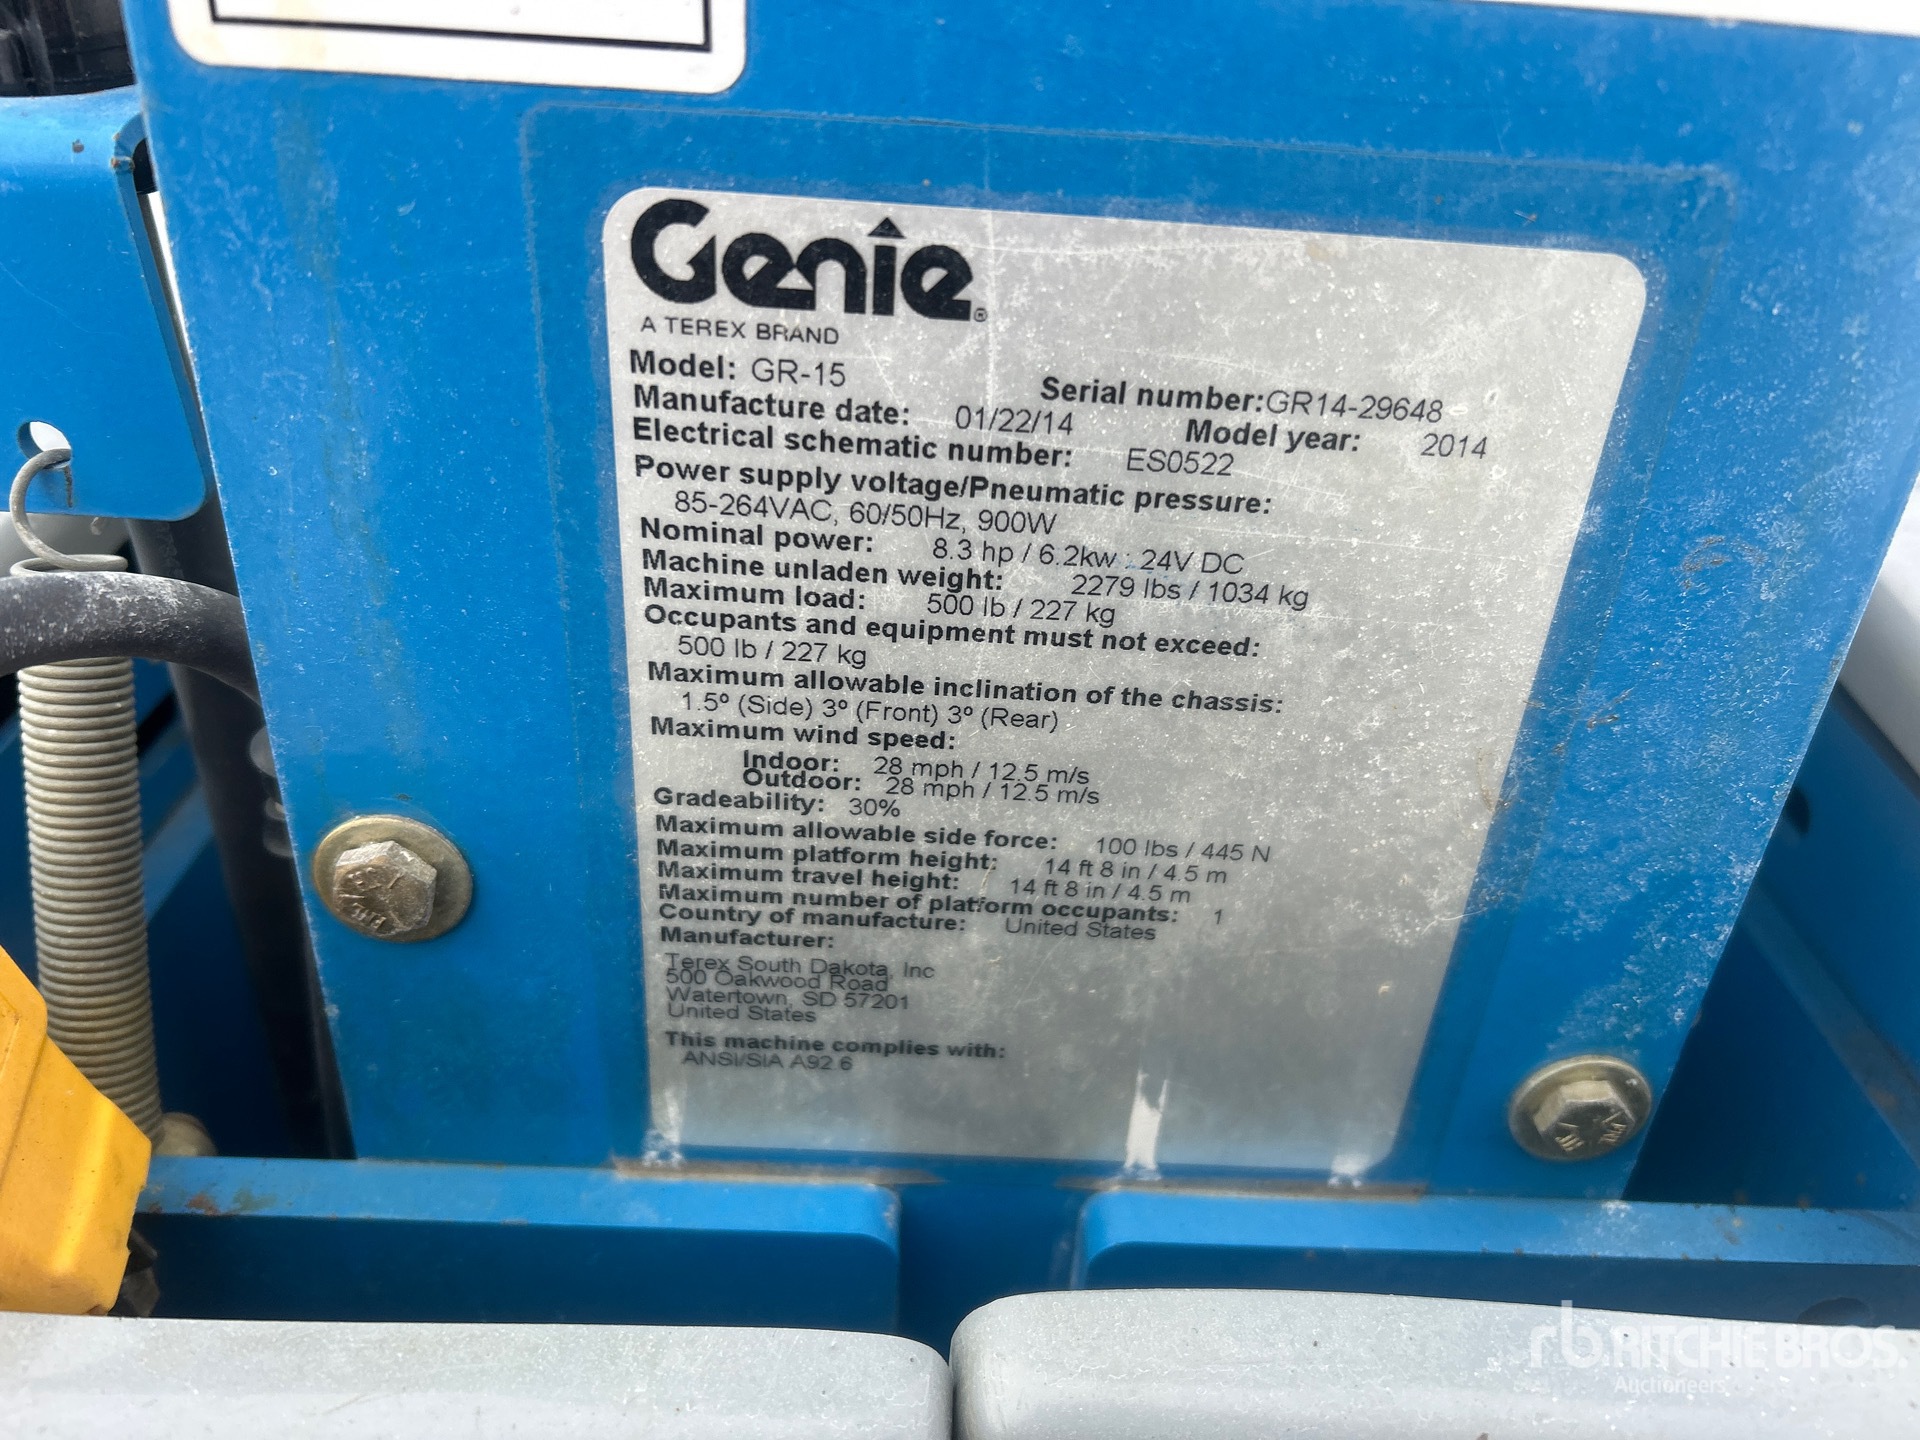 Genie®
A TEREX BRAND
Model: GR-15
Serial number:GR14-29648
Manufacture date: 01/22/14
Model year: 2014
Electrical schematic number: ES0522
Power supply voltage/Pneumatic pressure:
85-264VAC, 60/50Hz, 900W
Nominal power: 8.3 hp / 6.2kw : 24V DC
Machine unladen weight: 2279 lbs / 1034 kg
Maximum load: 500 lb / 227 kg
Occupants and equipment must not exceed:
500 lb / 227 kg
Maximum allowable inclination of the chassis:
1.5º (Side) 3º (Front) 3º (Rear)
Maximum wind speed:
Indoor: 28 mph / 12.5 m/s
Outdoor: 28 mph / 12.5 m/s
Gradeability: 30%
Maximum allowable side force: 100 lbs / 445 N
Maximum platform height: 14 ft 8 in / 4.5 m
Maximum travel height: 14 ft 8 in / 4.5 m
Maximum number of platform occupants: 1
Country of manufacture: United States
Manufacturer:
Terex South Dakota, Inc
500 Oakwood Road
Watertown, SD 57201
United States
This machine complies with:
ANSI/SIA A92.6
rb RITCHIE BROS.
Auctioneers